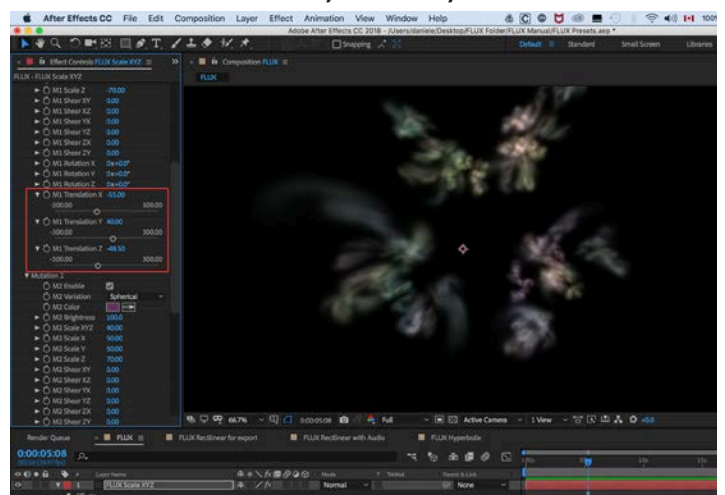 After Effects CC File Edit Composition Layer Effect Animation View Window Help
Adobe After Effects CC 2018 - /Users/daniele/Desktop/FLUX Folder/FLUX Manual/FLUX Presets.aep *
Snapping Default Standard Small Screen Libraries
Effect Controls FLUX Scale XYZ Composition FLUX
FLUX - FLUX Scale XYZ FLUX
M1 Scale Z -70.00
M1 Shear XY 0.00
M1 Shear XZ 0.00
M1 Shear YX 0.00
M1 Shear YZ 0.00
M1 Shear ZX 0.00
M1 Shear ZY 0.00
M1 Rotation X 0x+0.0°
M1 Rotation Y 0x+0.0°
M1 Rotation Z 0x+0.0°
M1 Translation X -55.00
-300.00 300.00
M1 Translation Y 40.00
-300.00 300.00
M1 Translation Z -48.50
-300.00 300.00
Mutation 2
M2 Enable
M2 Variation Spherical
M2 Color
M2 Brightness 100.0
M2 Scale XYZ 40.00
M2 Scale X 50.00
M2 Scale Y 50.00
M2 Scale Z 70.00
M2 Shear XY 0.00
M2 Shear XZ 0.00
M2 Shear YX 0.00
M2 Shear YZ 0.00
M2 Shear ZX 0.00
M2 Shear ZY 0.00
66.7% 0:00:05:08 Full Active Camera 1 View +0.0
Render Queue FLUX FLUX Rectlinear for export FLUX Rectlinear with Audio FLUX Hyperbolic
0:00:05:08
Layer Name Mode T TrkMat Parent & Link
1 FLUX Scale XYZ Normal None